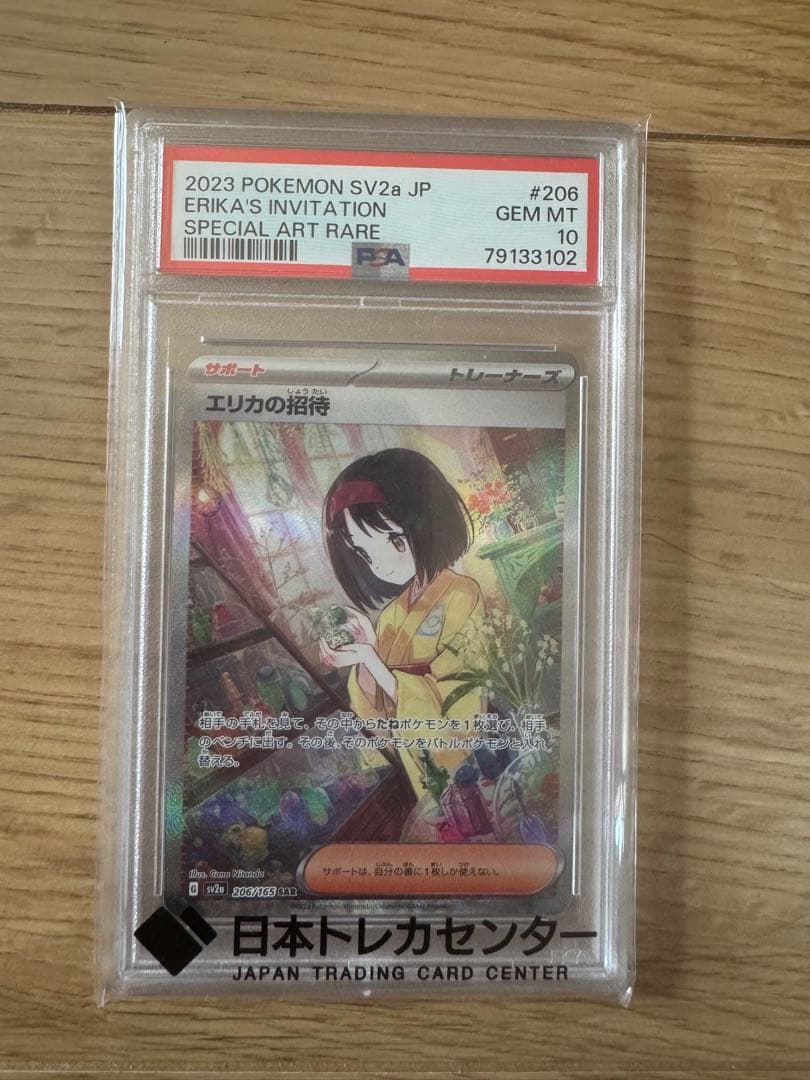 2023 POKEMON SV2a JP #206
ERIKA'S INVITATION GEM MT
SPECIAL ART RARE 10
PSA 79133102
サポート トレーナーズ
しょうたい
エリカの招待
相手の手札を見て、その中からたねポケモンを1枚選び、相手
のベンチに出す。その後、そのポケモンをバトルポケモンと入れ
替える。
サポートは、自分の番に1枚しか使えない。
Illus. Cona Nitanda
G sv2a 206/165 SAR
日本トレカセンター
JAPAN TRADING CARD CENTER